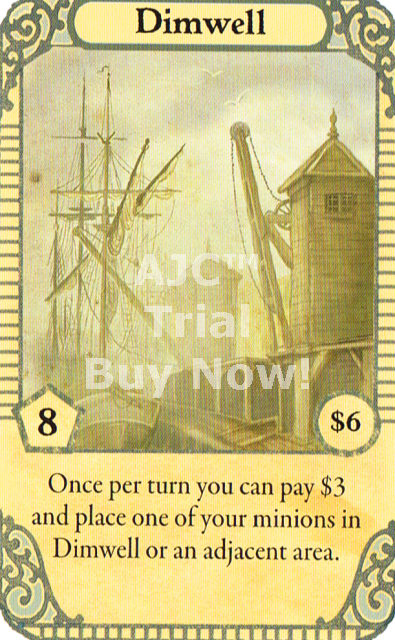 Dimwell
AJC™
Trial
Buy Now!
8
$6
Once per turn you can pay $3
and place one of your minions in
Dimwell or an adjacent area.